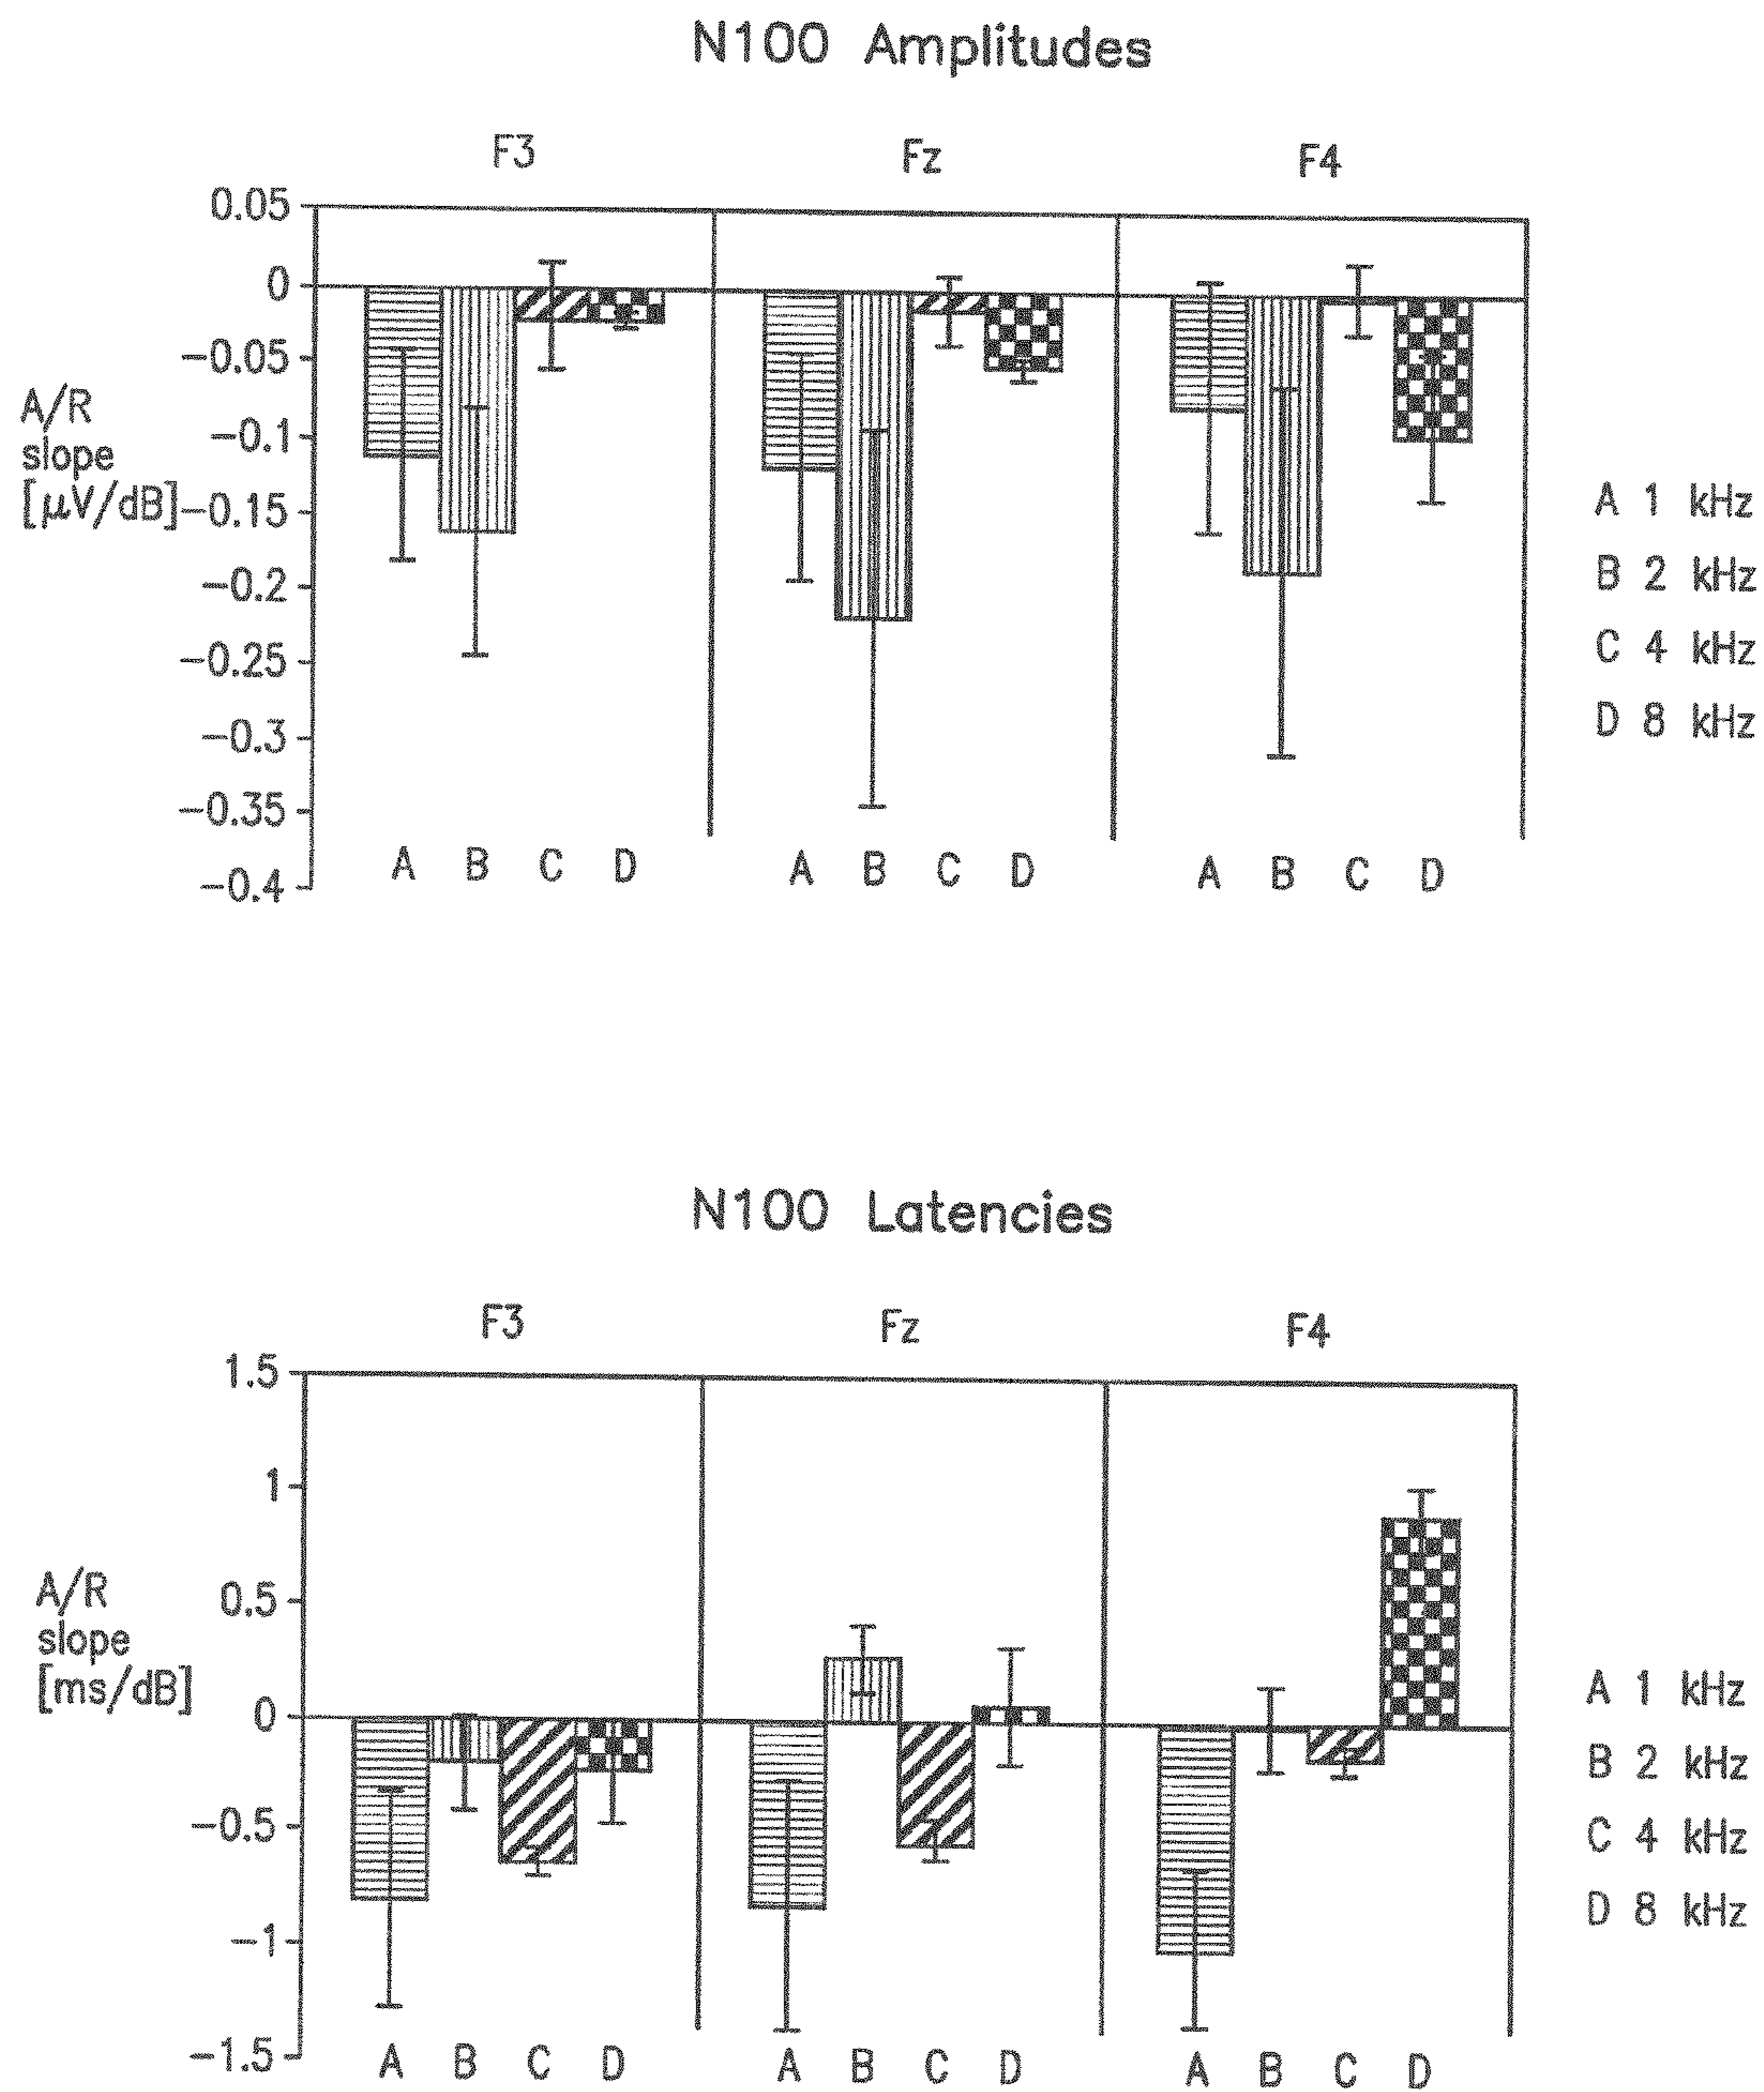 N100 Amplitudes
F3 Fz F4
0.05
0
−0.05
−0.1
−0.15
−0.2
−0.25
−0.3
−0.35
−0.4
A/R
slope
[μV/dB]
A B C D A B C D A B C D
A 1 kHz
B 2 kHz
C 4 kHz
D 8 kHz
N100 Latencies
F3 Fz F4
1.5
1
0.5
0
−0.5
−1
−1.5
A/R
slope
[ms/dB]
A B C D A B C D A B C D
A 1 kHz
B 2 kHz
C 4 kHz
D 8 kHz